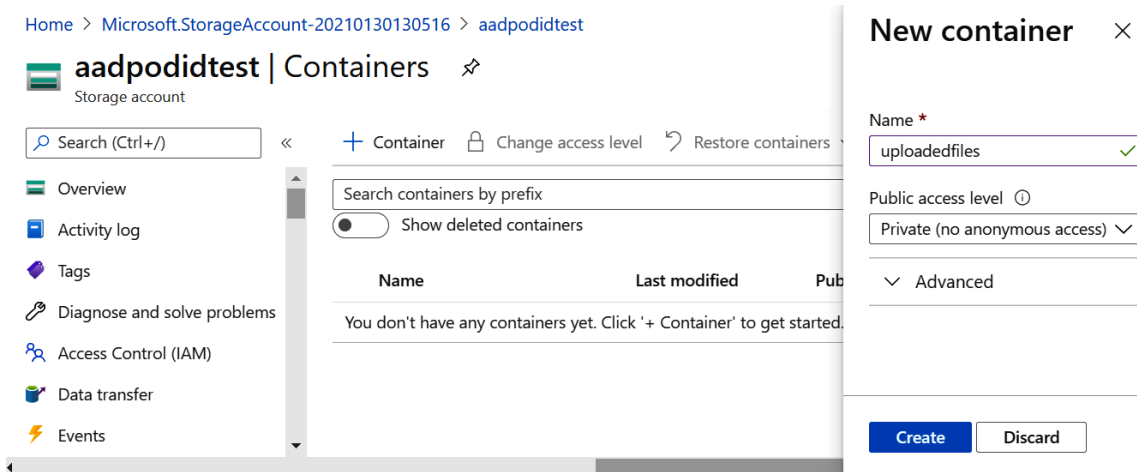 Home > Microsoft.StorageAccount-20210130130516 > aadpodidtest
aadpodidtest | Containers
Storage account
Search (Ctrl+/)
«
Overview
Activity log
Tags
Diagnose and solve problems
Access Control (IAM)
Data transfer
Events
+ Container
Change access level
Restore containers
Search containers by prefix
Show deleted containers
Name Last modified Pub
You don't have any containers yet. Click '+ Container' to get started.
New container
Name *
uploadedfiles
Public access level
Private (no anonymous access)
Advanced
Create Discard